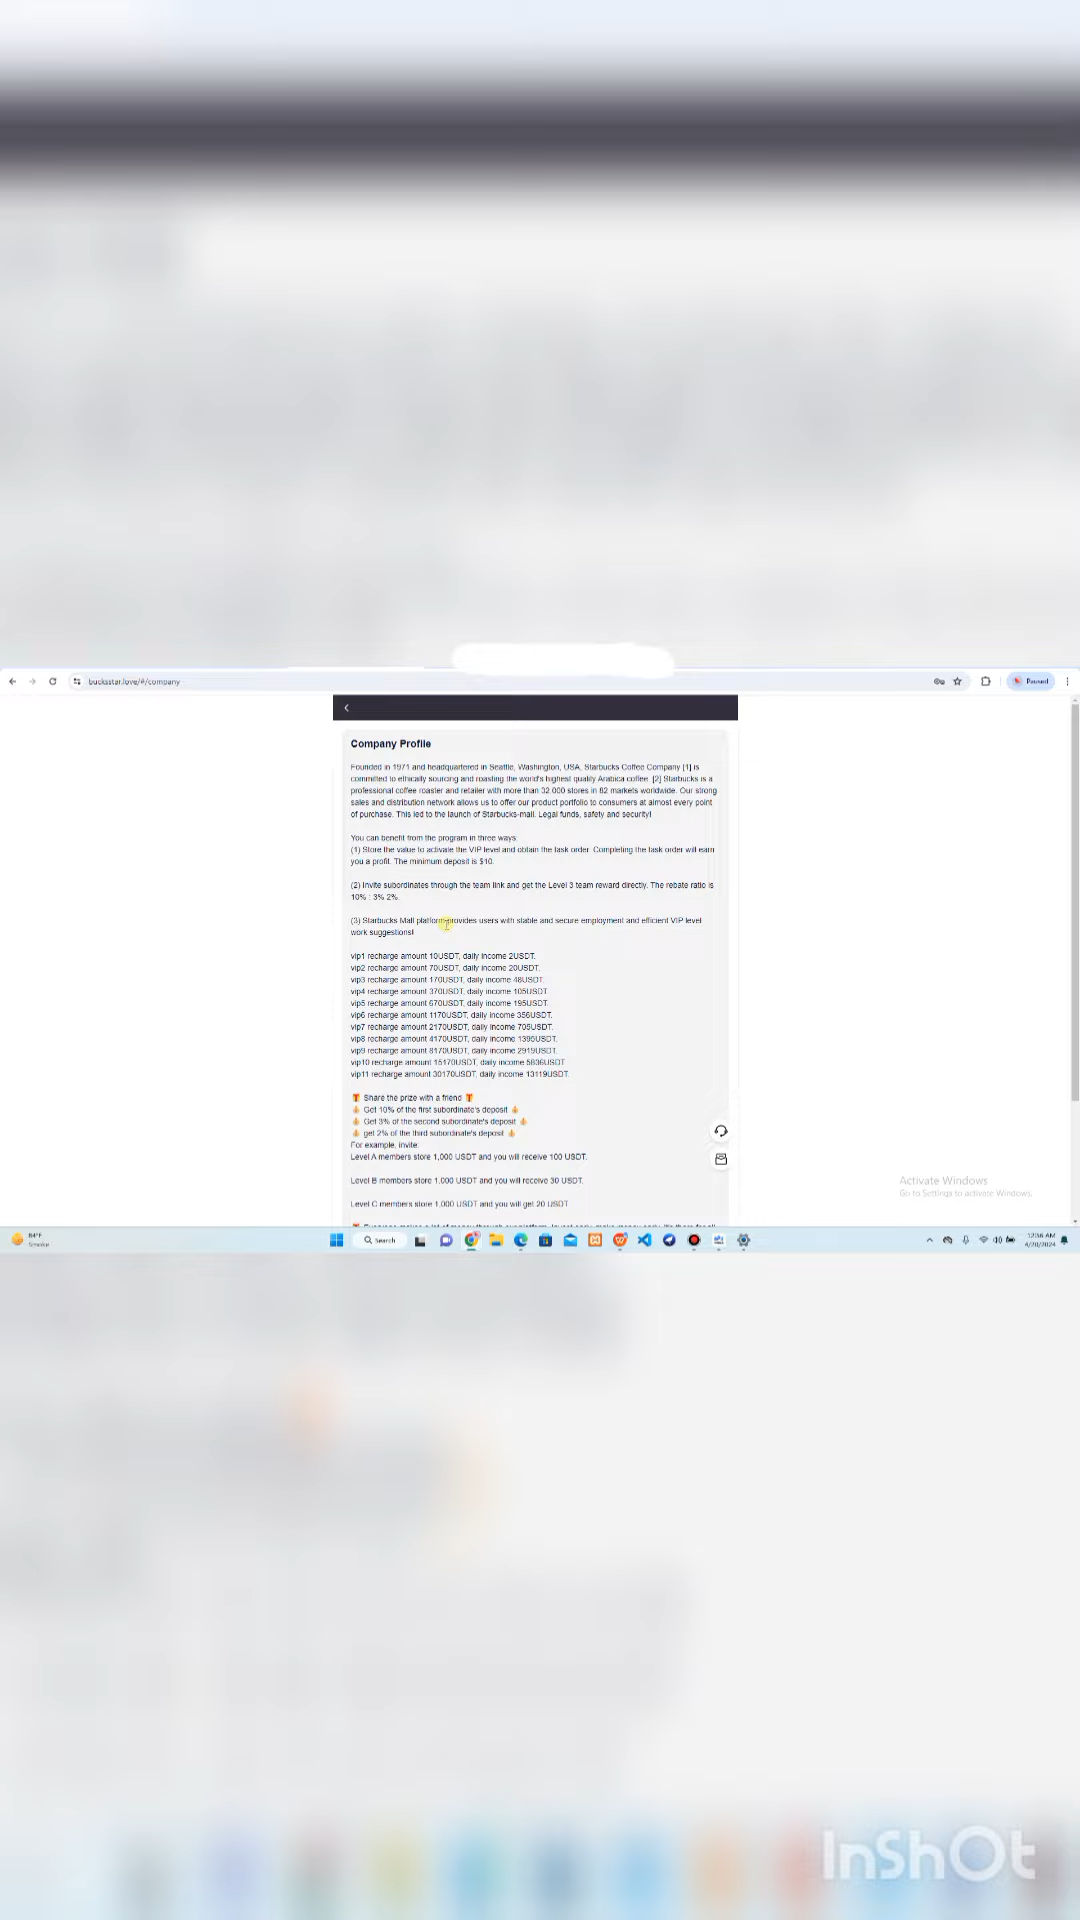 bucksstar.love/#/company
Paused
Company Profile
Founded in 1971 and headquartered in Seattle, Washington, USA, Starbucks Coffee Company [1] is
committed to ethically sourcing and roasting the world's highest quality Arabica coffee. [2] Starbucks is a
professional coffee roaster and retailer with more than 32,000 stores in 82 markets worldwide. Our strong
sales and distribution network allows us to offer our product portfolio to consumers at almost every point
of purchase. This led to the launch of Starbucks-mall. Legal funds, safety and security!
You can benefit from the program in three ways:
(1) Store the value to activate the VIP level and obtain the task order. Completing the task order will earn
you a profit. The minimum deposit is $10.
(2) Invite subordinates through the team link and get the Level 3 team reward directly. The rebate ratio is
10% : 3% 2%.
(3) Starbucks Mall platform provides users with stable and secure employment and efficient VIP level
work suggestions!
vip1 recharge amount 10USDT, daily income 2USDT.
vip2 recharge amount 70USDT, daily income 20USDT.
vip3 recharge amount 170USDT, daily income 48USDT.
vip4 recharge amount 370USDT, daily income 105USDT
vip5 recharge amount 670USDT, daily income 195USDT.
vip6 recharge amount 1170USDT, daily income 356USDT.
vip7 recharge amount 2170USDT, daily income 705USDT.
vip8 recharge amount 4170USDT, daily income 1395USDT.
vip9 recharge amount 8170USDT, daily income 2919USDT.
vip10 recharge amount 15170USDT, daily income 5836USDT
vip11 recharge amount 30170USDT, daily income 13119USDT.
🎁 Share the prize with a friend 🎁
👍 Get 10% of the first subordinate's deposit 👍
👍 Get 3% of the second subordinate's deposit 👍
👍 get 2% of the third subordinate's deposit 👍
For example, invite:
Level A members store 1,000 USDT and you will receive 100 USDT.
Level B members store 1,000 USDT and you will receive 30 USDT.
Level C members store 1,000 USDT and you will get 20 USDT
Activate Windows
Go to Settings to activate Windows.
84°F
Smoke
Search
12:56 AM
4/20/2024
InShOt